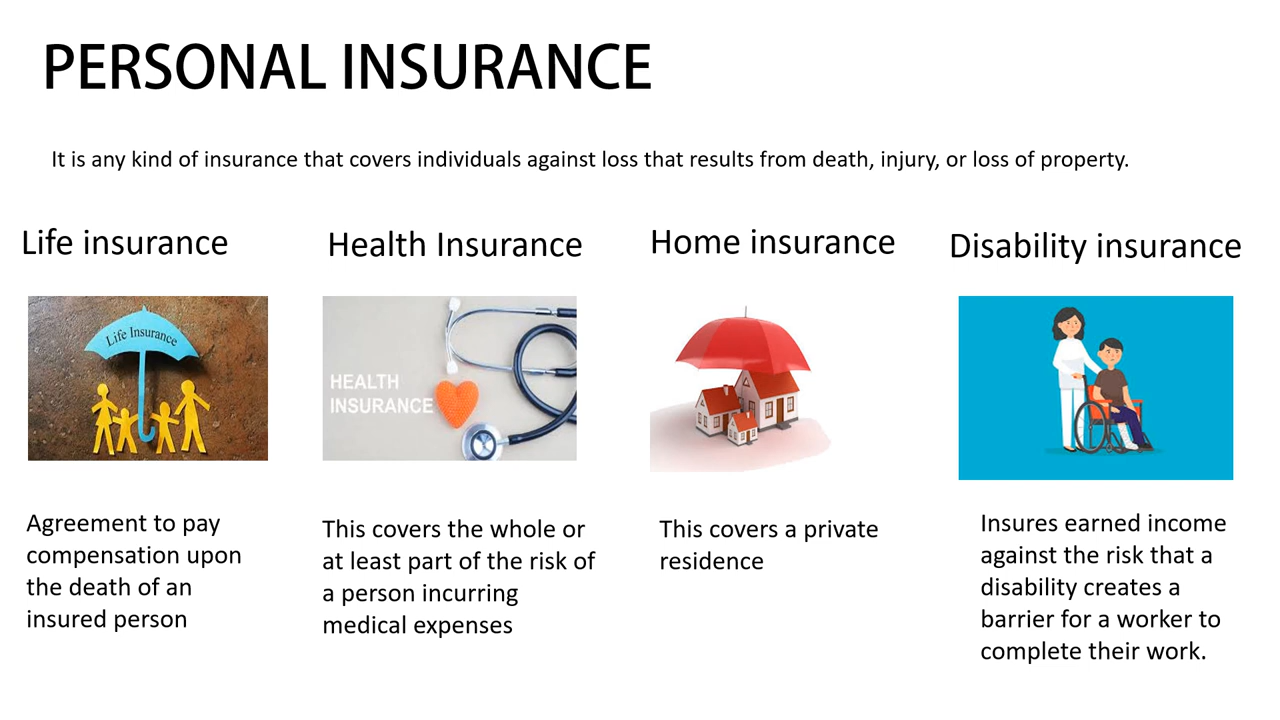 PERSONAL INSURANCE
It is any kind of insurance that covers individuals against loss that results from death, injury, or loss of property.
Life insurance
Life Insurance
Agreement to pay
compensation upon
the death of an
insured person
Health Insurance
HEALTH
INSURANCE
This covers the whole or
at least part of the risk of
a person incurring
medical expenses
Home insurance
This covers a private
residence
Disability insurance
Insures earned income
against the risk that a
disability creates a
barrier for a worker to
complete their work.